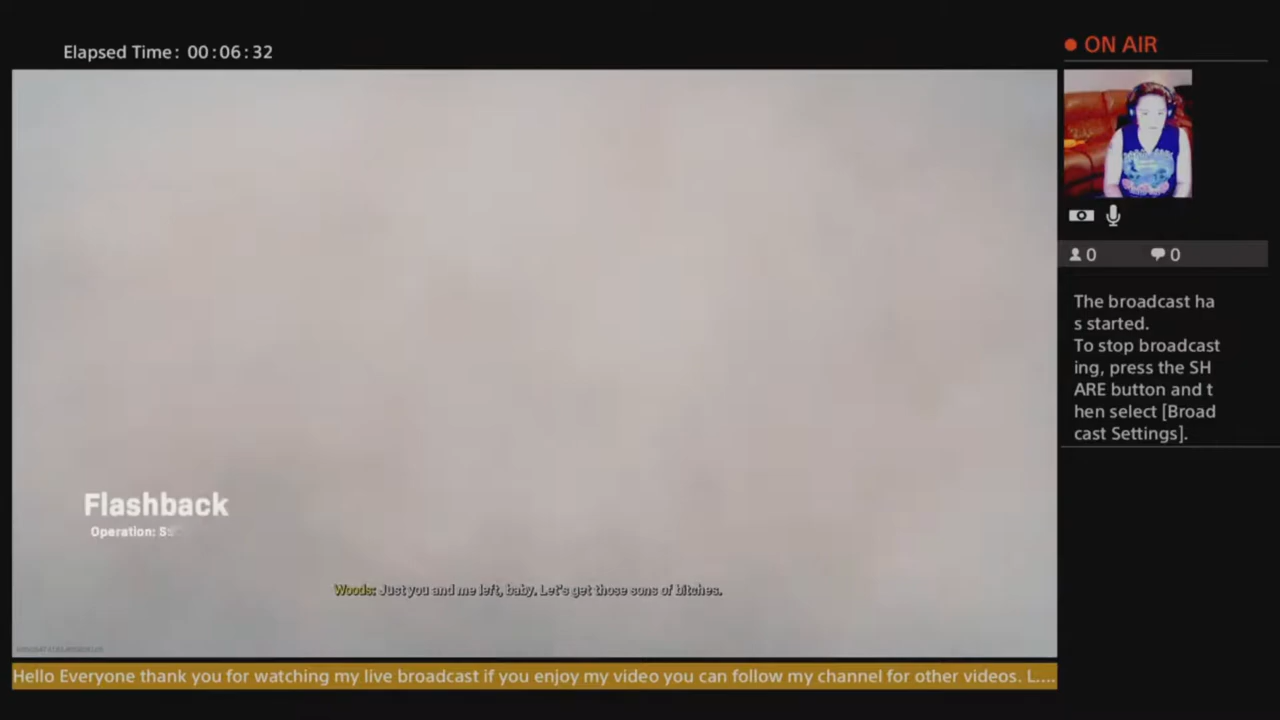 Elapsed Time: 00:06:32
ON AIR
0 0
The broadcast ha
s started.
To stop broadcast
ing, press the SH
ARE button and t
hen select [Broad
cast Settings].
Flashback
Operation: S
Woods: Just you and me left, baby. Let's get those sons of bitches.
Hello Everyone thank you for watching my live broadcast if you enjoy my video you can follow my channel for other videos. L....